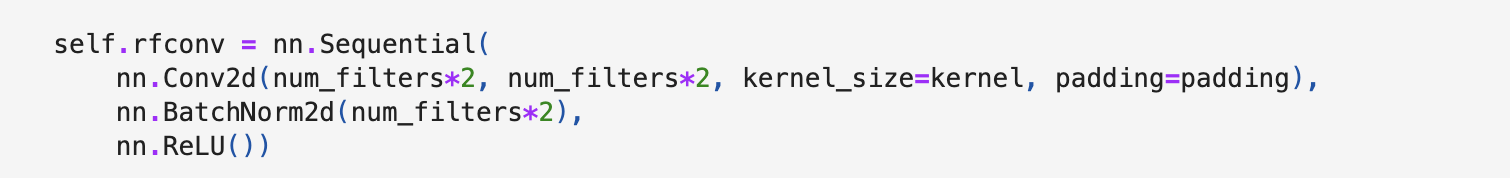 self.rfconv = nn.Sequential(
    nn.Conv2d(num_filters*2, num_filters*2, kernel_size=kernel, padding=padding),
    nn.BatchNorm2d(num_filters*2),
    nn.ReLU())